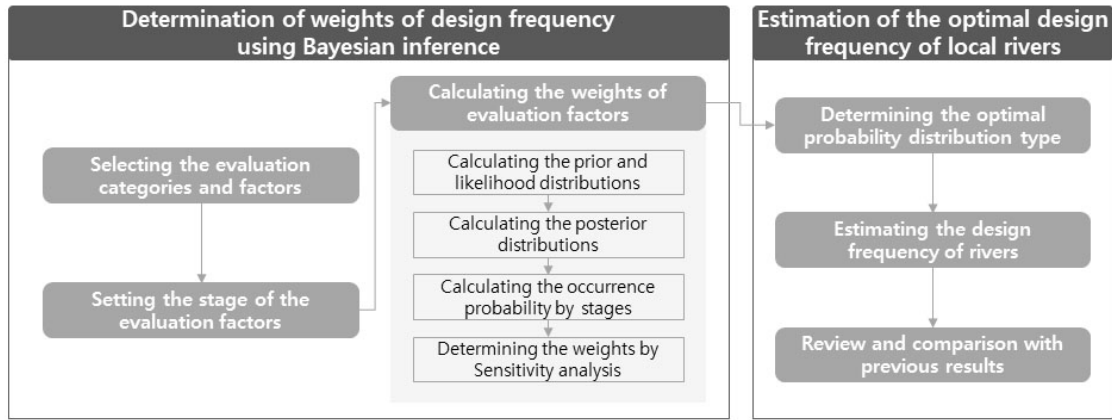 Determination of weights of design frequency
using Bayesian inference
Selecting the evaluation
categories and factors
Setting the stage of the
evaluation factors
Calculating the weights of
evaluation factors
Calculating the prior and
likelihood distributions
Calculating the posterior
distributions
Calculating the occurrence
probability by stages
Determining the weights by
Sensitivity analysis
Estimation of the optimal design
frequency of local rivers
Determining the optimal
probability distribution type
Estimating the design
frequency of rivers
Review and comparison with
previous results